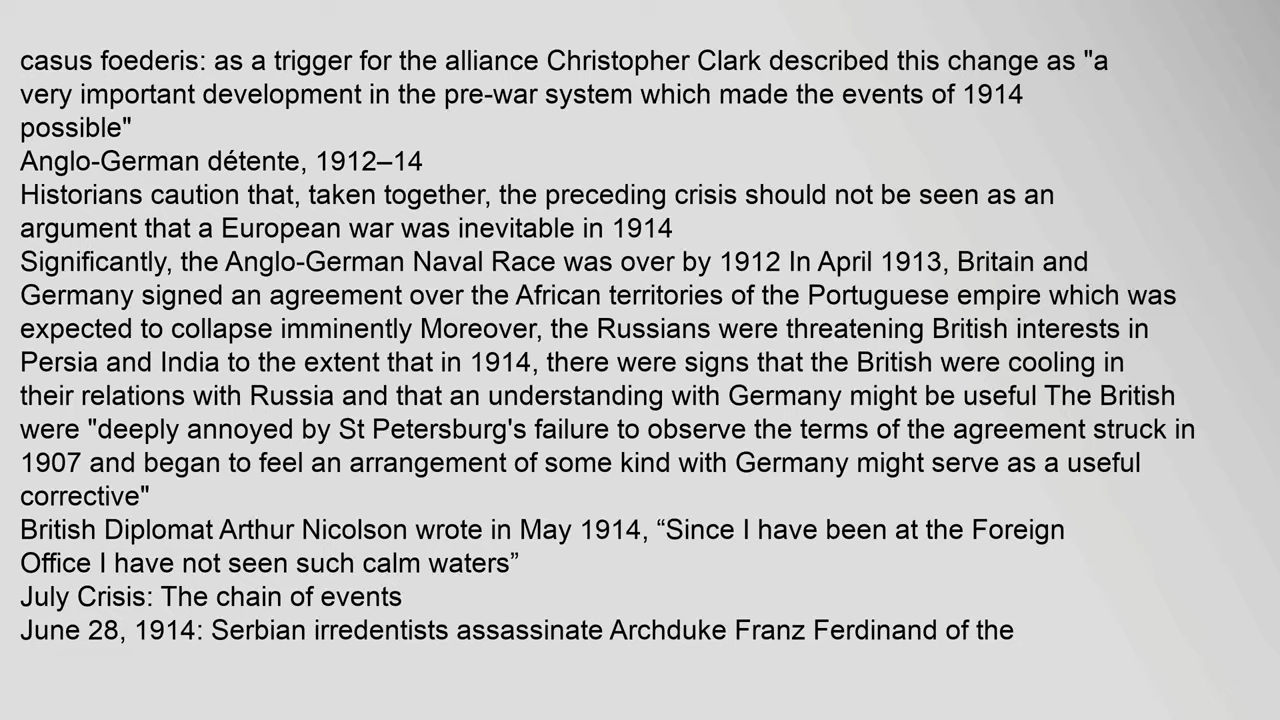 casus foederis: as a trigger for the alliance Christopher Clark described this change as "a
very important development in the pre-war system which made the events of 1914
possible"
Anglo-German détente, 1912–14
Historians caution that, taken together, the preceding crisis should not be seen as an
argument that a European war was inevitable in 1914
Significantly, the Anglo-German Naval Race was over by 1912 In April 1913, Britain and
Germany signed an agreement over the African territories of the Portuguese empire which was
expected to collapse imminently Moreover, the Russians were threatening British interests in
Persia and India to the extent that in 1914, there were signs that the British were cooling in
their relations with Russia and that an understanding with Germany might be useful The British
were "deeply annoyed by St Petersburg's failure to observe the terms of the agreement struck in
1907 and began to feel an arrangement of some kind with Germany might serve as a useful
corrective"
British Diplomat Arthur Nicolson wrote in May 1914, “Since I have been at the Foreign
Office I have not seen such calm waters”
July Crisis: The chain of events
June 28, 1914: Serbian irredentists assassinate Archduke Franz Ferdinand of the